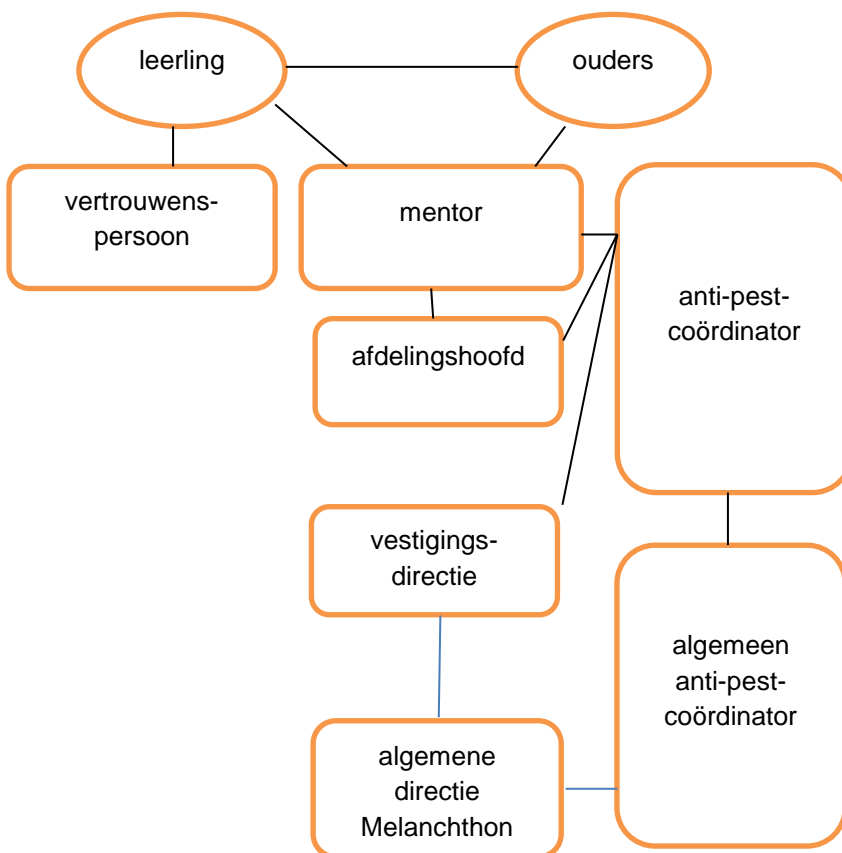 leerling
ouders
vertrouwens-
persoon
mentor
anti-pest-
coördinator
afdelingshoofd
vestigings-
directie
algemeen
anti-pest-
coördinator
algemene
directie
Melanchthon